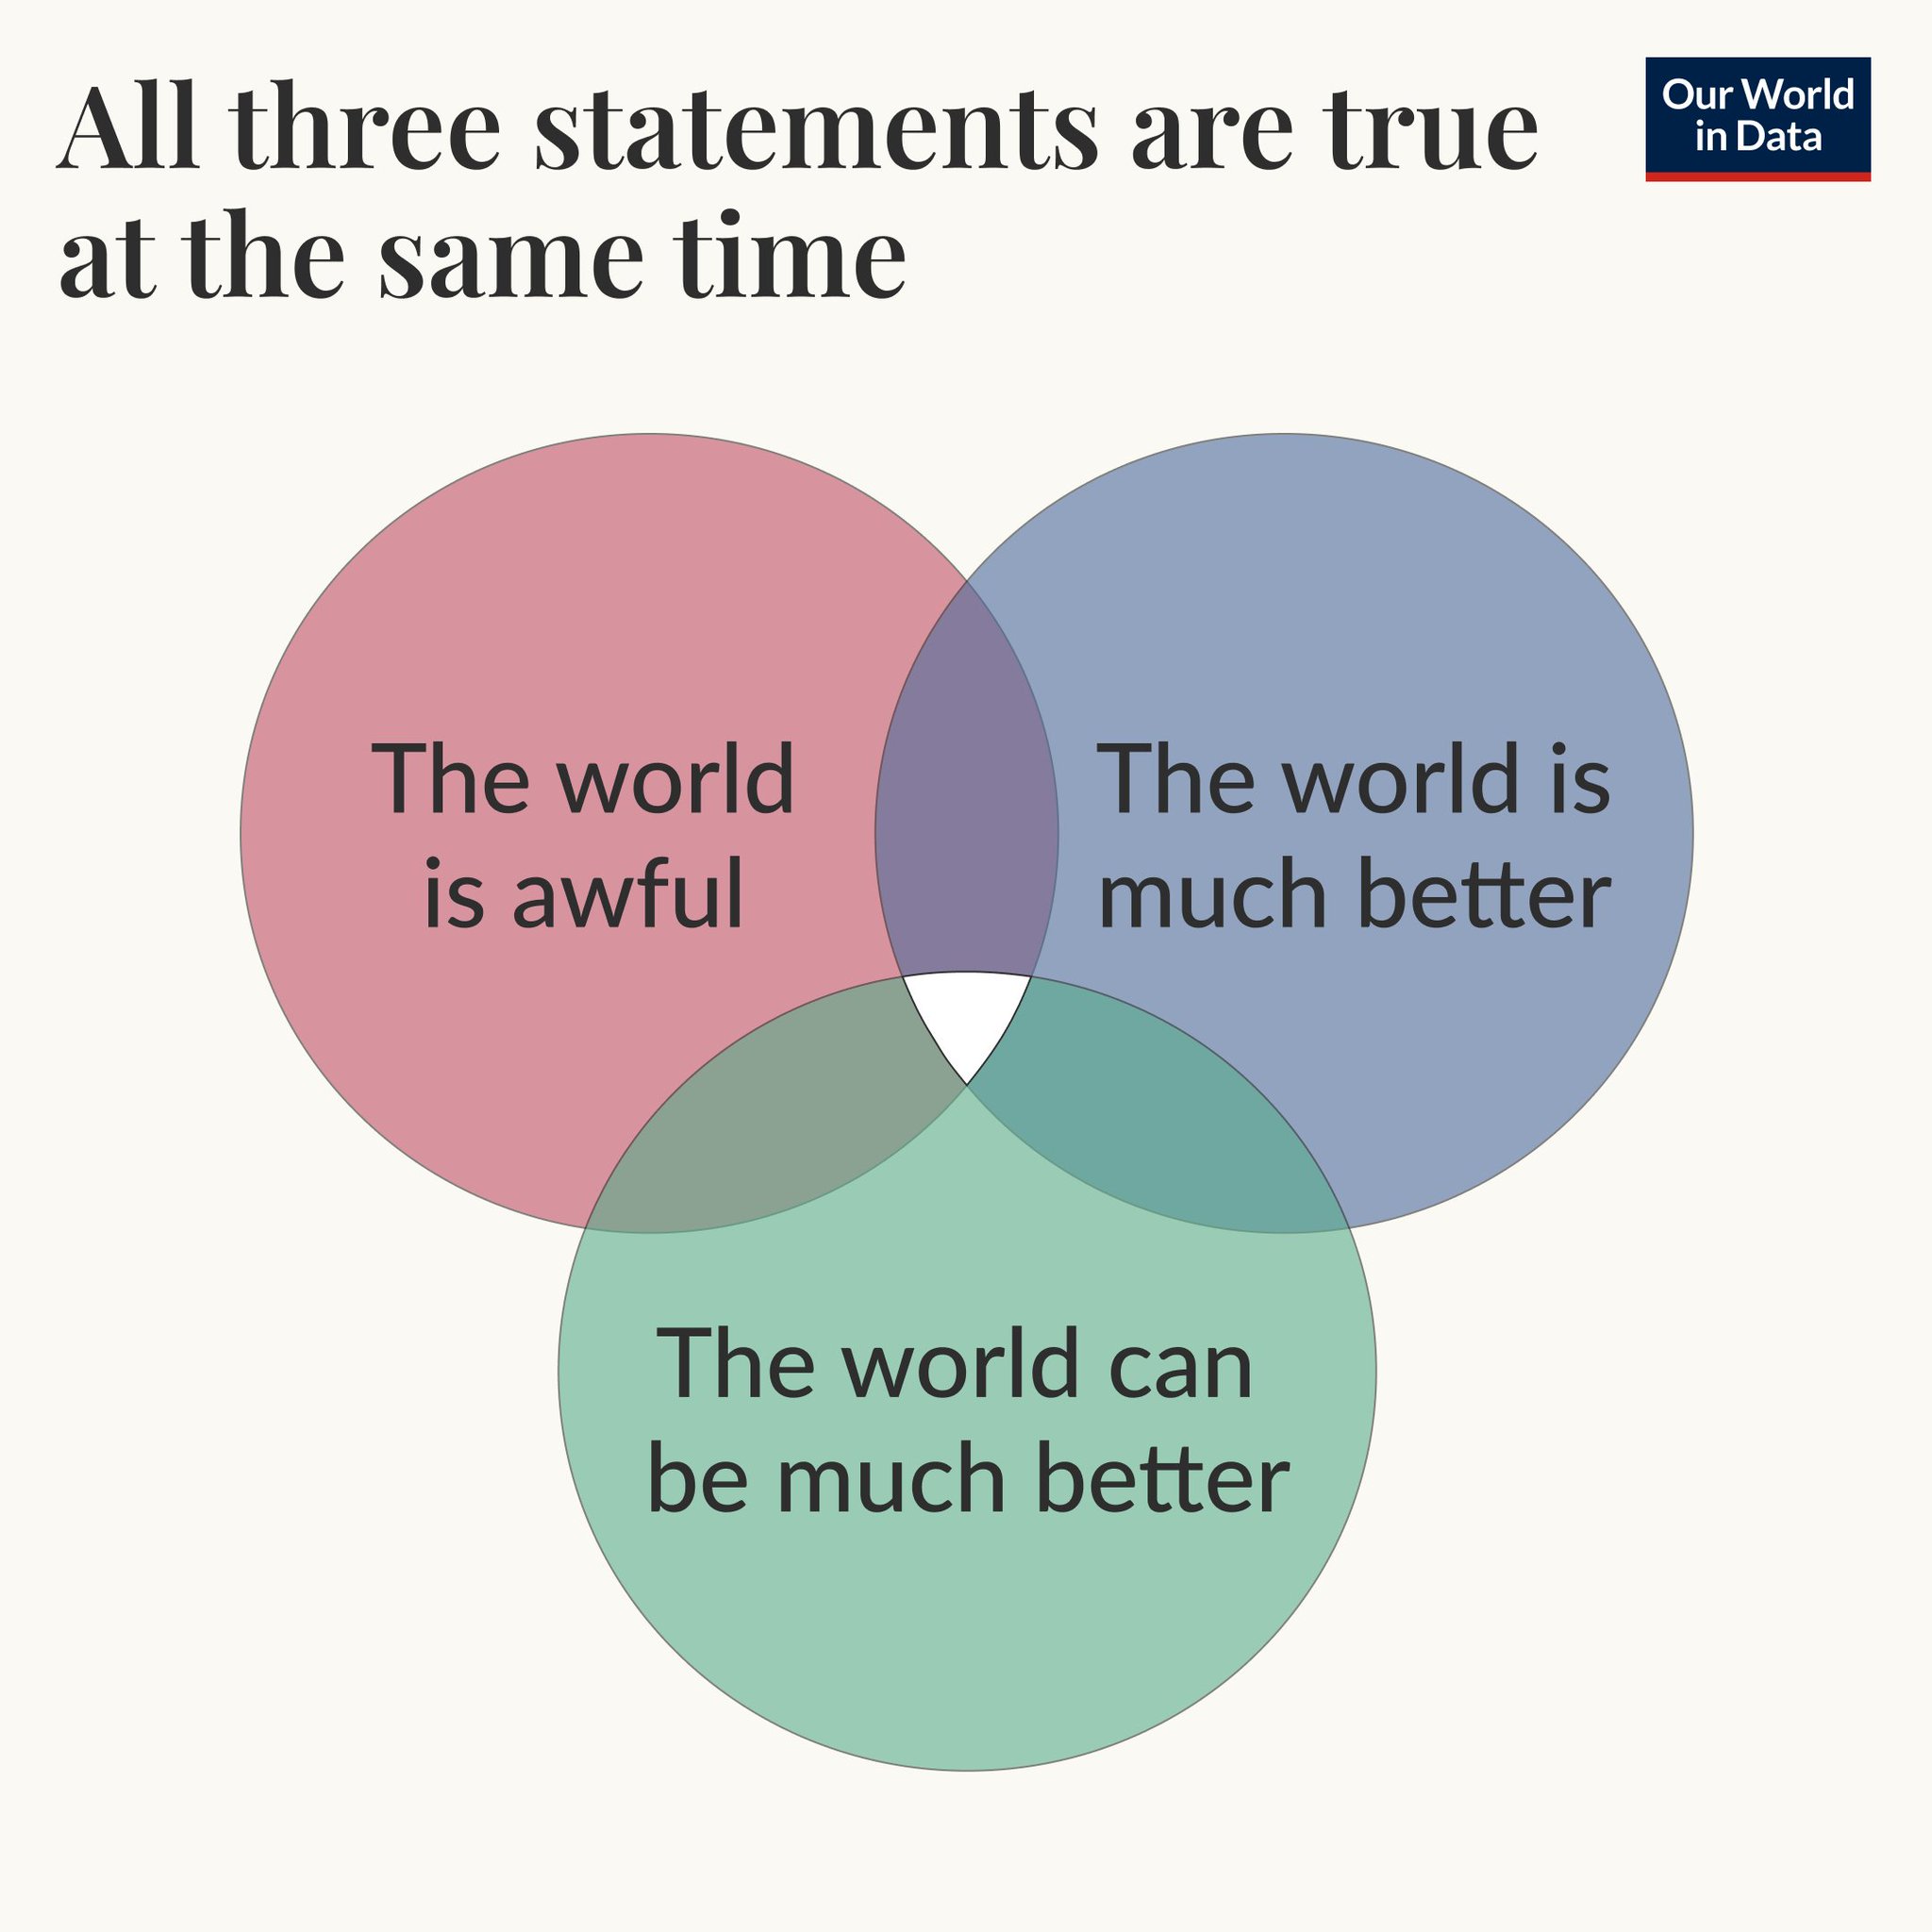 All three statements are true
at the same time
Our World
in Data
The world
is awful
The world is
much better
The world can
be much better